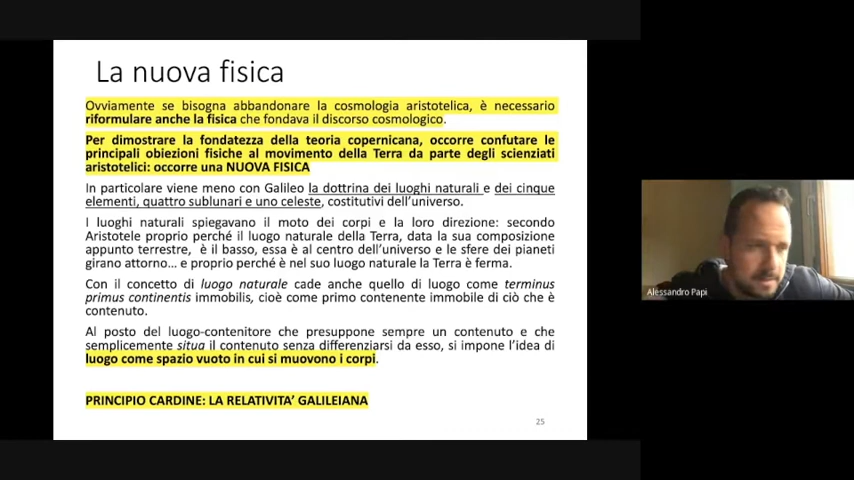 La nuova fisica
Ovviamente se bisogna abbandonare la cosmologia aristotelica, è necessario
riformulare anche la fisica che fondava il discorso cosmologico.
Per dimostrare la fondatezza della teoria copernicana, occorre confutare le
principali obiezioni fisiche al movimento della Terra da parte degli scienziati
aristotelici: occorre una NUOVA FISICA
In particolare viene meno con Galileo la dottrina dei luoghi naturali e dei cinque
elementi, quattro sublunari e uno celeste, costitutivi dell'universo.
I luoghi naturali spiegavano il moto dei corpi e la loro direzione: secondo
Aristotele proprio perché il luogo naturale della Terra, data la sua composizione
appunto terrestre, è il basso, essa è al centro dell'universo e le sfere dei pianeti
girano attorno... e proprio perché è nel suo luogo naturale la Terra è ferma.
Con il concetto di luogo naturale cade anche quello di luogo come terminus
primus continentis immobilis, cioè come primo contenente immobile di ciò che è
contenuto.
Al posto del luogo-contenitore che presuppone sempre un contenuto e che
semplicemente situa il contenuto senza differenziarsi da esso, si impone l'idea di
luogo come spazio vuoto in cui si muovono i corpi.
PRINCIPIO CARDINE: LA RELATIVITA' GALILEIANA
25
Alessandro Papi